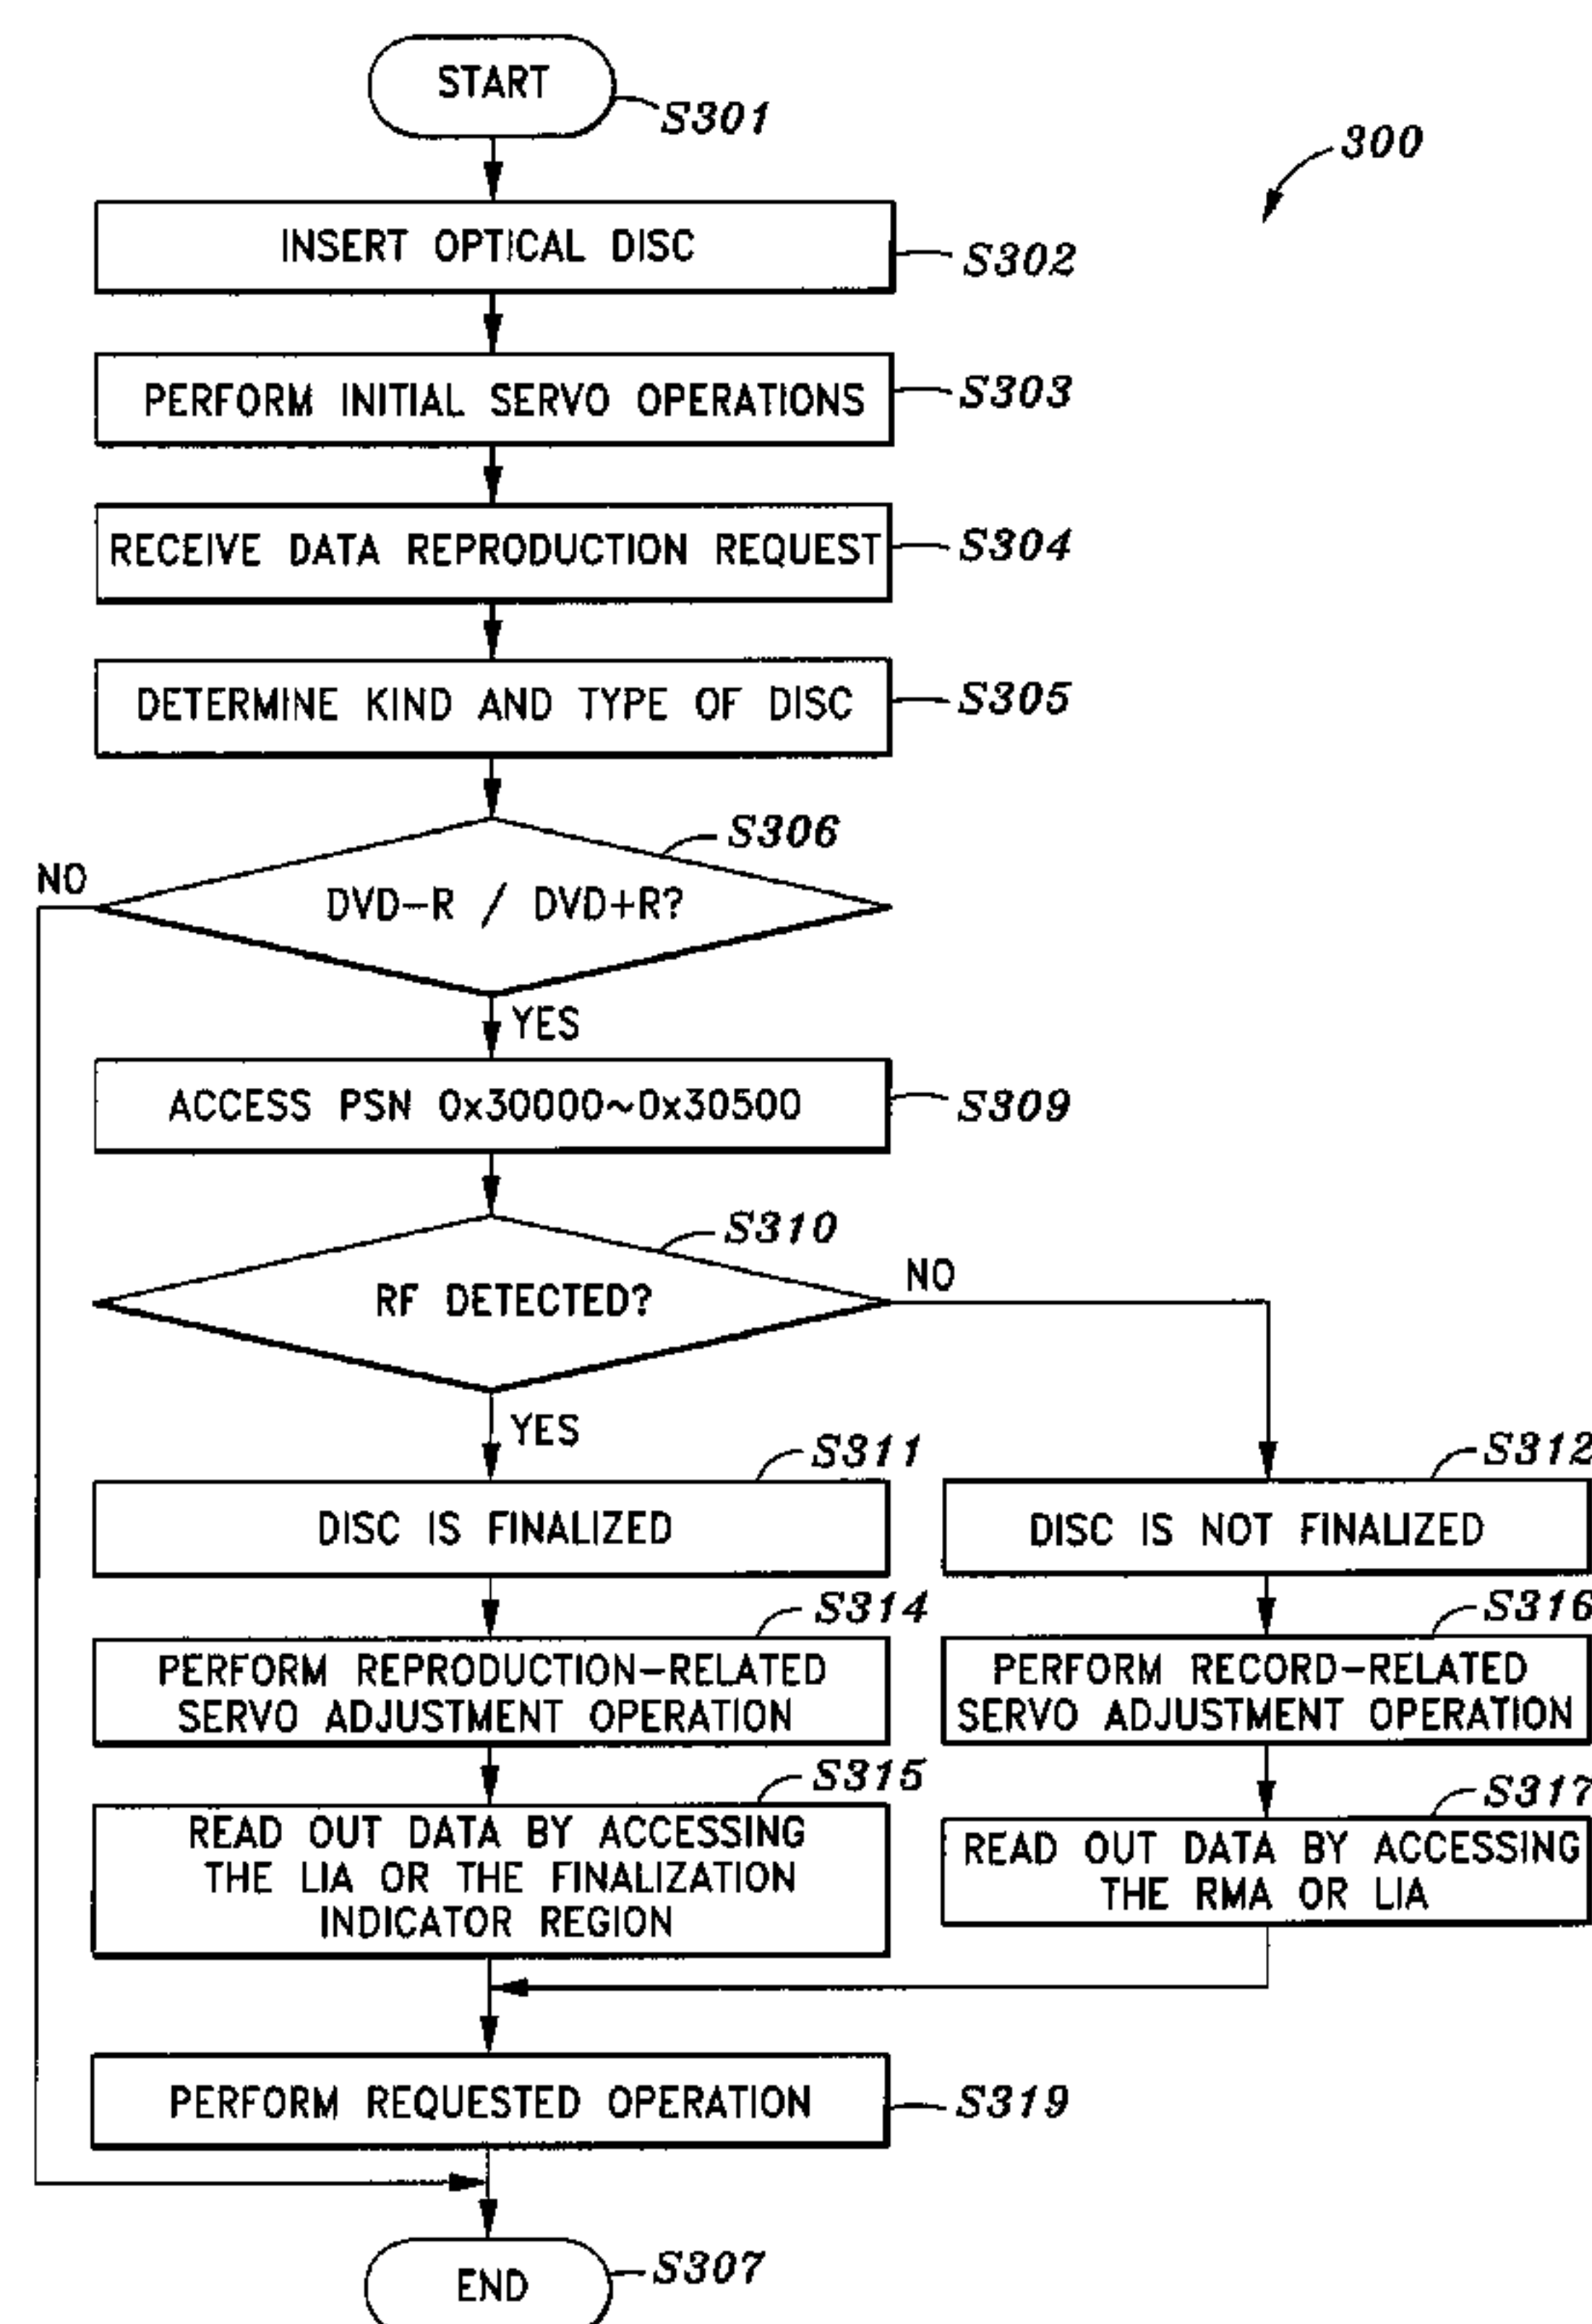 START
S301
300
INSERT OPTICAL DISC
S302
PERFORM INITIAL SERVO OPERATIONS
S303
RECEIVE DATA REPRODUCTION REQUEST
S304
DETERMINE KIND AND TYPE OF DISC
S305
S306
NO
DVD-R / DVD+R?
YES
ACCESS PSN 0x30000~0x30500
S309
S310
RF DETECTED?
NO
YES
S311
DISC IS FINALIZED
S312
DISC IS NOT FINALIZED
S314
PERFORM REPRODUCTION-RELATED
SERVO ADJUSTMENT OPERATION
S316
PERFORM RECORD-RELATED
SERVO ADJUSTMENT OPERATION
S315
READ OUT DATA BY ACCESSING
THE LIA OR THE FINALIZATION
INDICATOR REGION
S317
READ OUT DATA BY ACCESSING
THE RMA OR LIA
PERFORM REQUESTED OPERATION
S319
END
S307